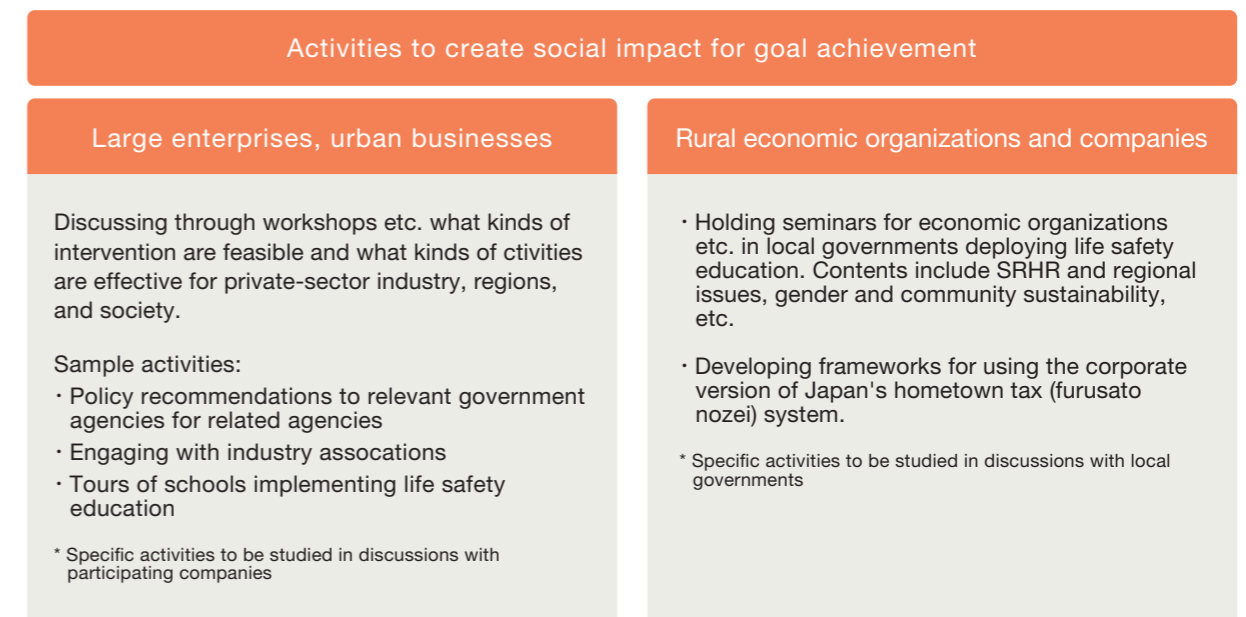 Activities to create social impact for goal achievement
Large enterprises, urban businesses
Discussing through workshops etc. what kinds of
intervention are feasible and what kinds of ctivities
are effective for private-sector industry, regions,
and society.
Sample activities:
・Policy recommendations to relevant government
agencies for related agencies
・Engaging with industry assocations
・Tours of schools implementing life safety
education
* Specific activities to be studied in discussions with
participating companies
Rural economic organizations and companies
・Holding seminars for economic organizations
etc. in local governments deploying life safety
education. Contents include SRHR and regional
issues, gender and community sustainability,
etc.
・Developing frameworks for using the corporate
version of Japan's hometown tax (furusato
nozei) system.
* Specific activities to be studied in discussions with local
governments